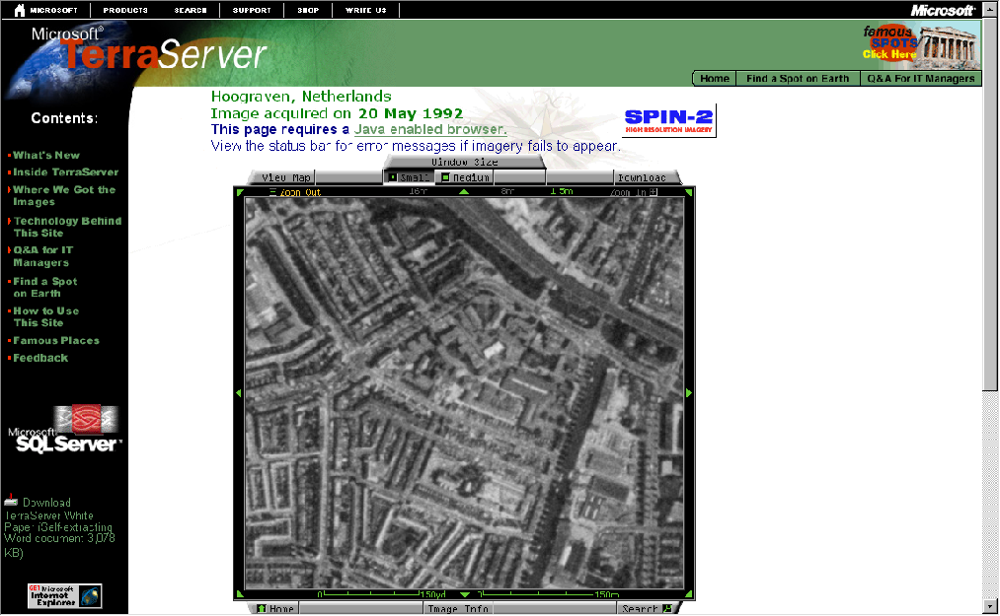 MICROSOFT PRODUCTS SEARCH SUPPORT SHOP WRITE US Microsoft
Microsoft®
TerraServer
famous
SPOTS
Click Here
Home Find a Spot on Earth Q&A For IT Managers
Contents:
What's New
Inside TerraServer
Where We Got the
Images
Technology Behind
This Site
Q&A for IT
Managers
Find a Spot
on Earth
How to Use
This Site
Famous Places
Feedback
Microsoft
SQLServer
Download
TerraServer White
Paper (Self-extracting
Word document 3,078
KB)
GET Microsoft
Internet
Explorer
Hoograven, Netherlands
Image acquired on 20 May 1992
This page requires a Java enabled browser.
View the status bar for error messages if imagery fails to appear.
SPIN-2
HIGH RESOLUTION IMAGERY
Window Size
View Map Small Medium Download
Zoom Out 16m 8m 1.5m Zoom In
0 150yd 0 150m
Home Image Info Search